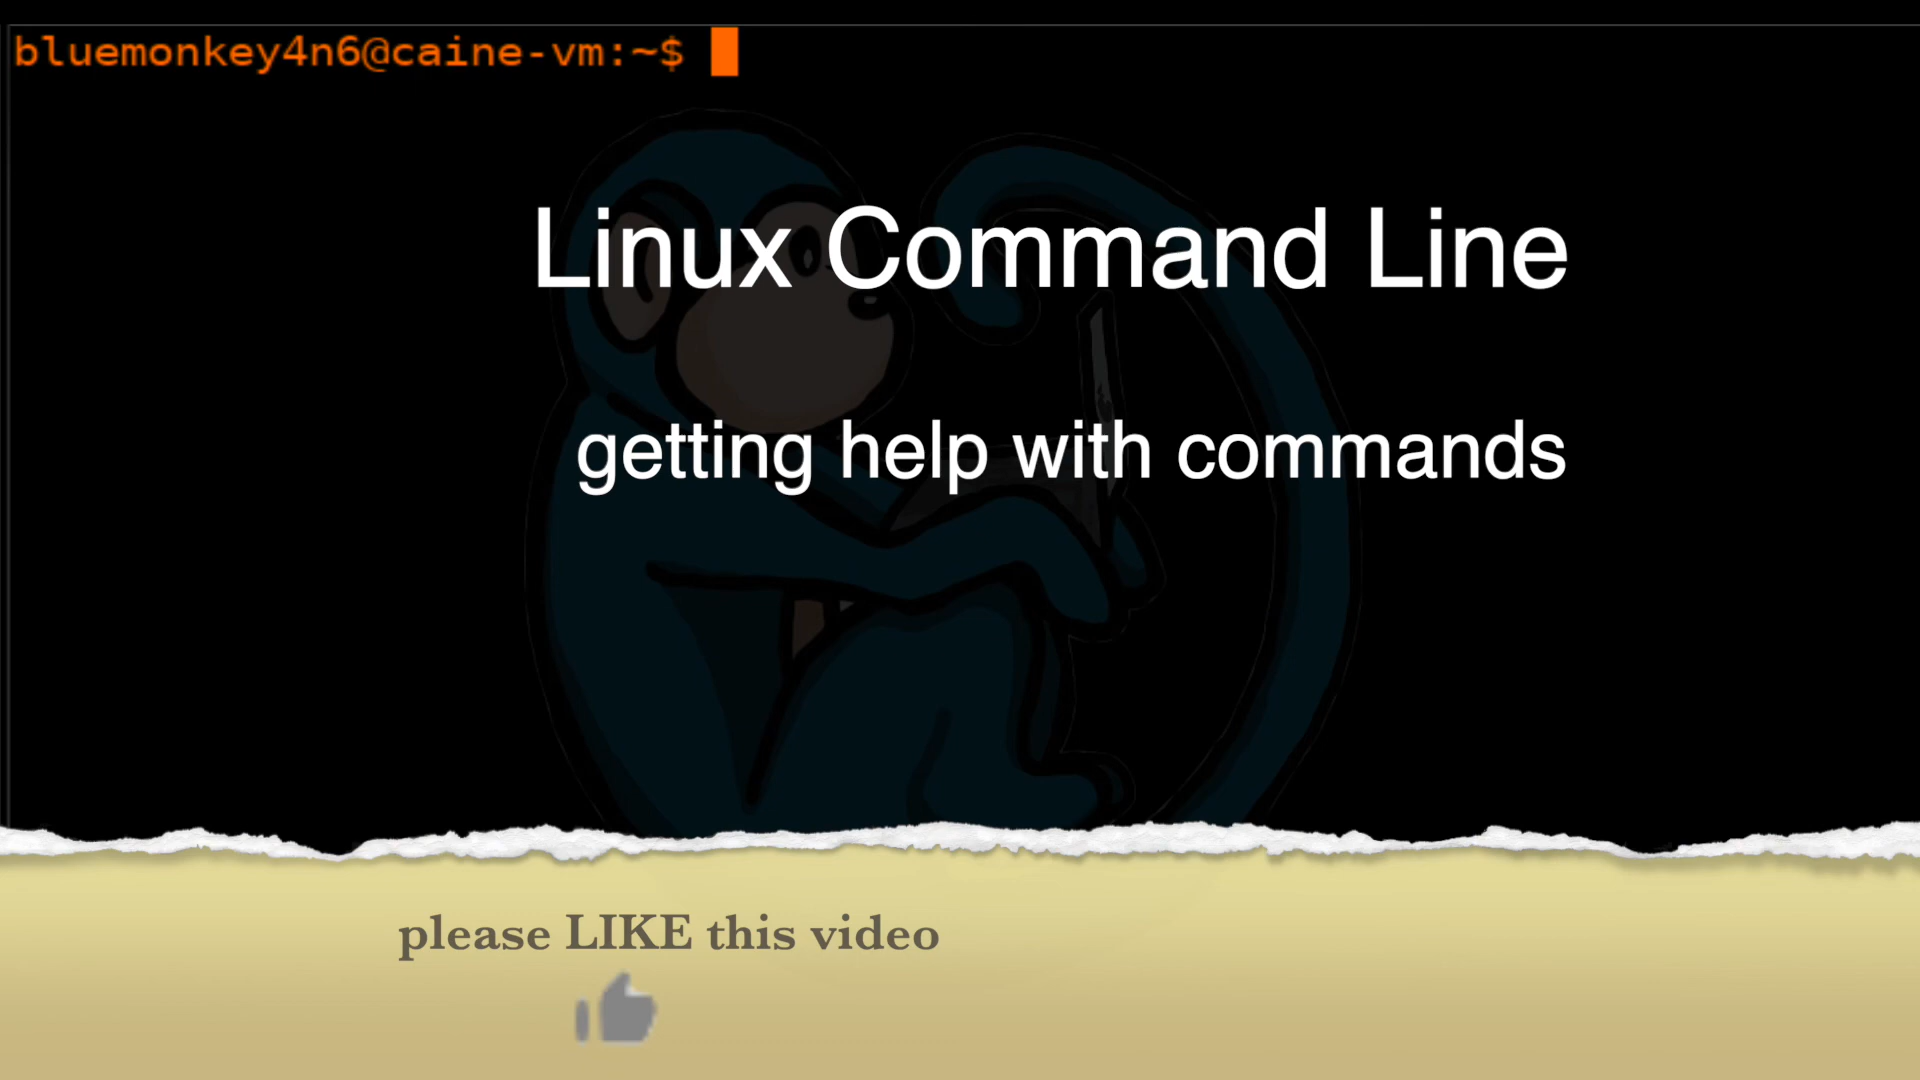 bluemonkey4n6@caine-vm:~$
Linux Command Line
getting help with commands
please LIKE this video